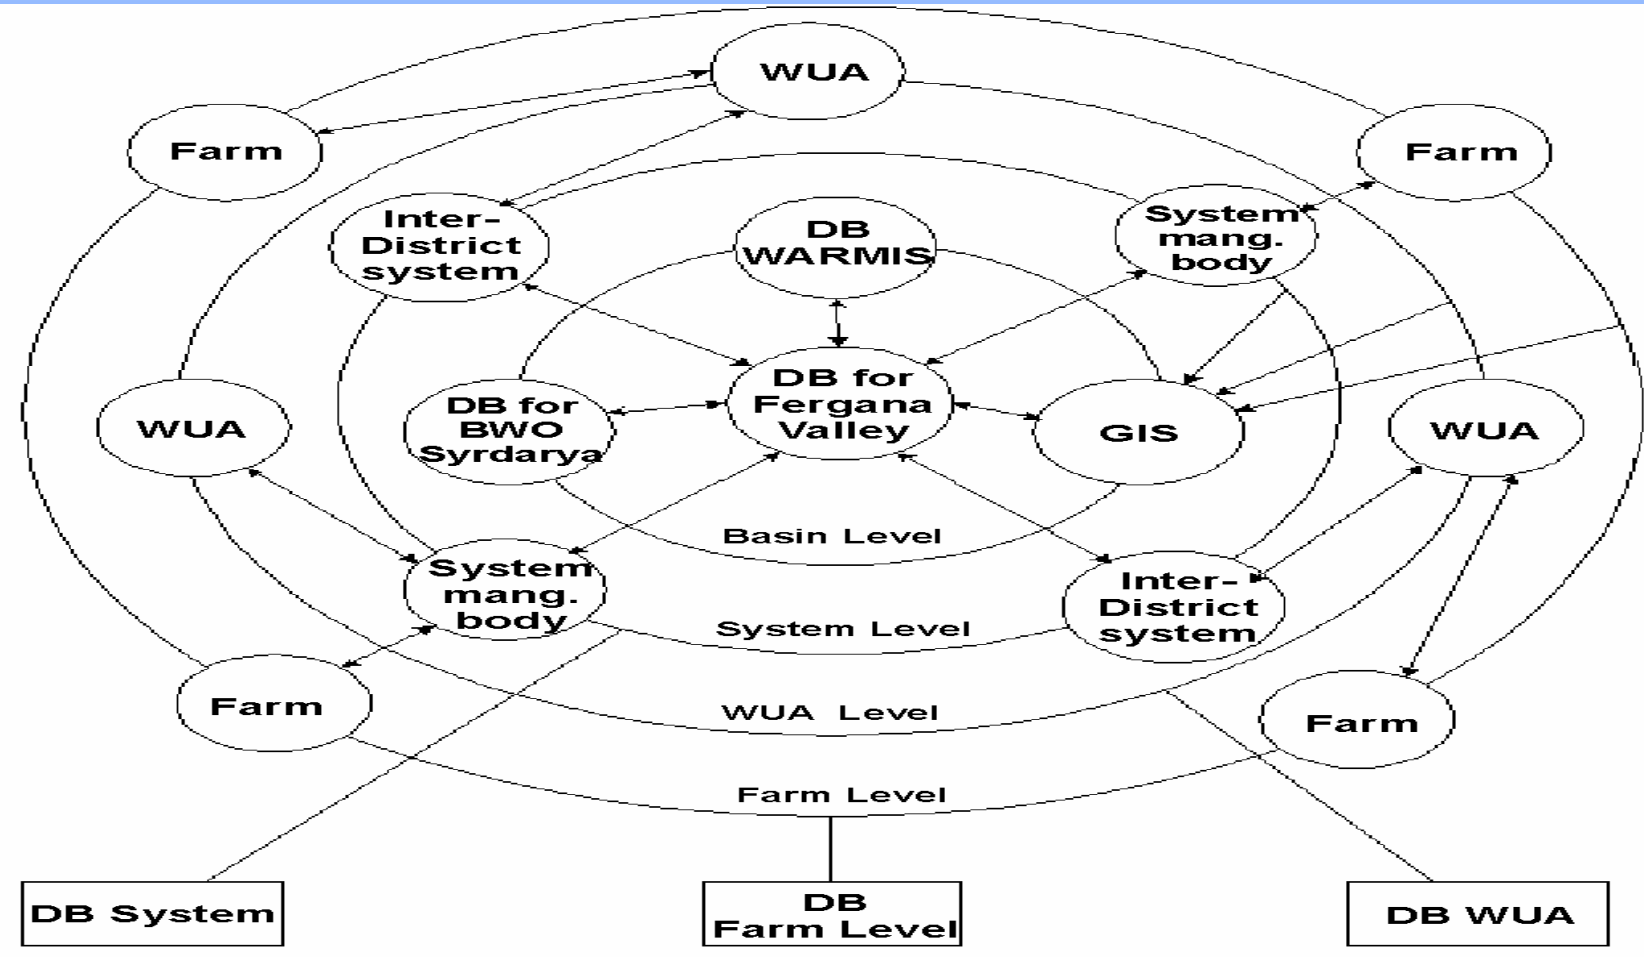 WUA
Farm
Farm
Inter-
District
system
System
mang.
body
DB
WARMIS
DB for
Fergana
Valley
DB for
BWO
Syrdarya
WUA
GIS
WUA
Basin Level
System
mang.
body
Inter-
District
system
System Level
Farm
WUA Level
Farm
Farm Level
DB System
DB
Farm Level
DB WUA